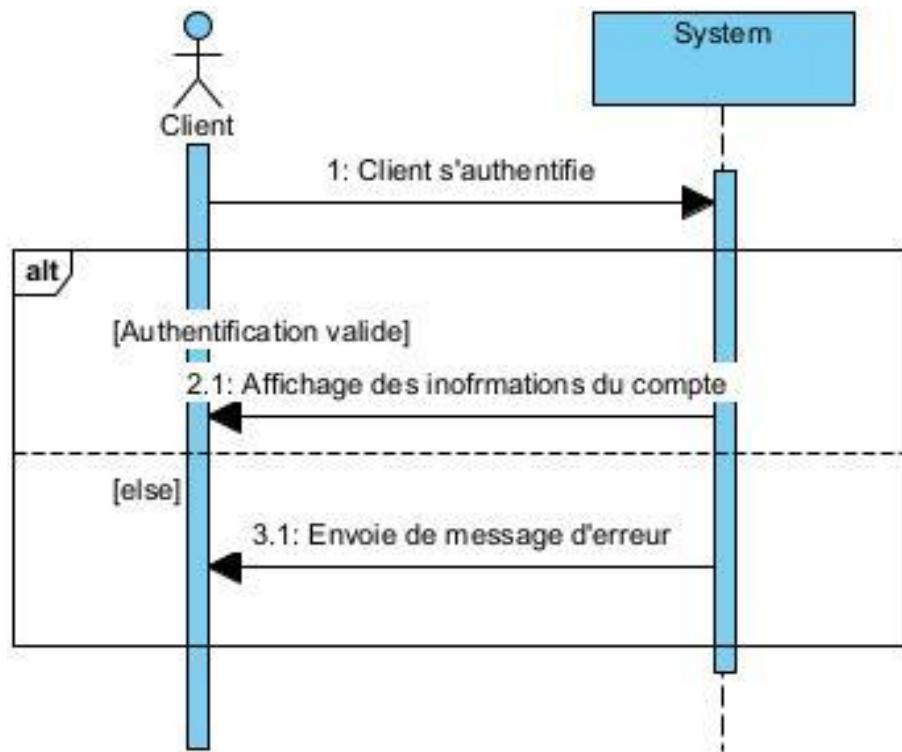 System
Client
1: Client s'authentifie
alt
[Authentification valide]
2.1: Affichage des inofrmations du compte
[else]
3.1: Envoie de message d'erreur